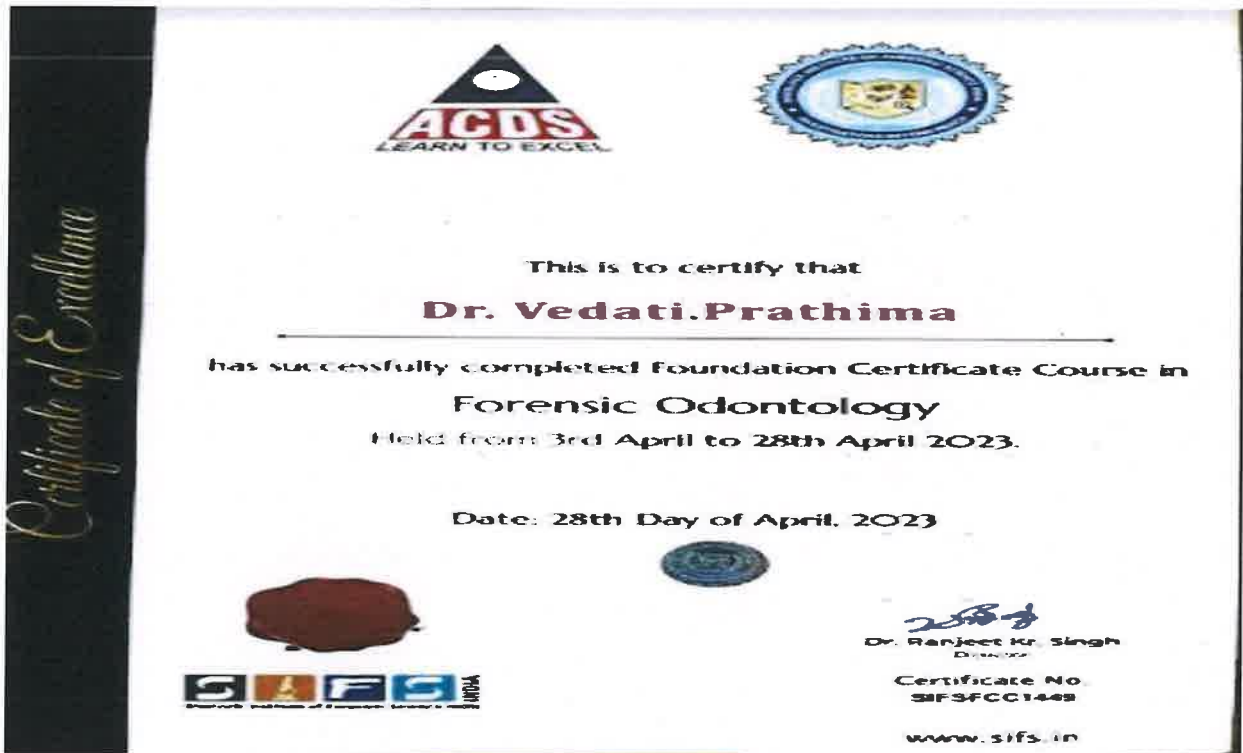 Certificate of Excellence
ACDS
LEARN TO EXCEL
This is to certify that
Dr. Vedati.Prathima
has successfully completed Foundation Certificate Course in
Forensic Odontology
Held from 3rd April to 28th April 2023.
Date: 28th Day of April, 2023
Dr. Ranjeet Kr. Singh
Director
SIFS INDIA
Certificate No.
SIFSFCC1449
www.sifs.in